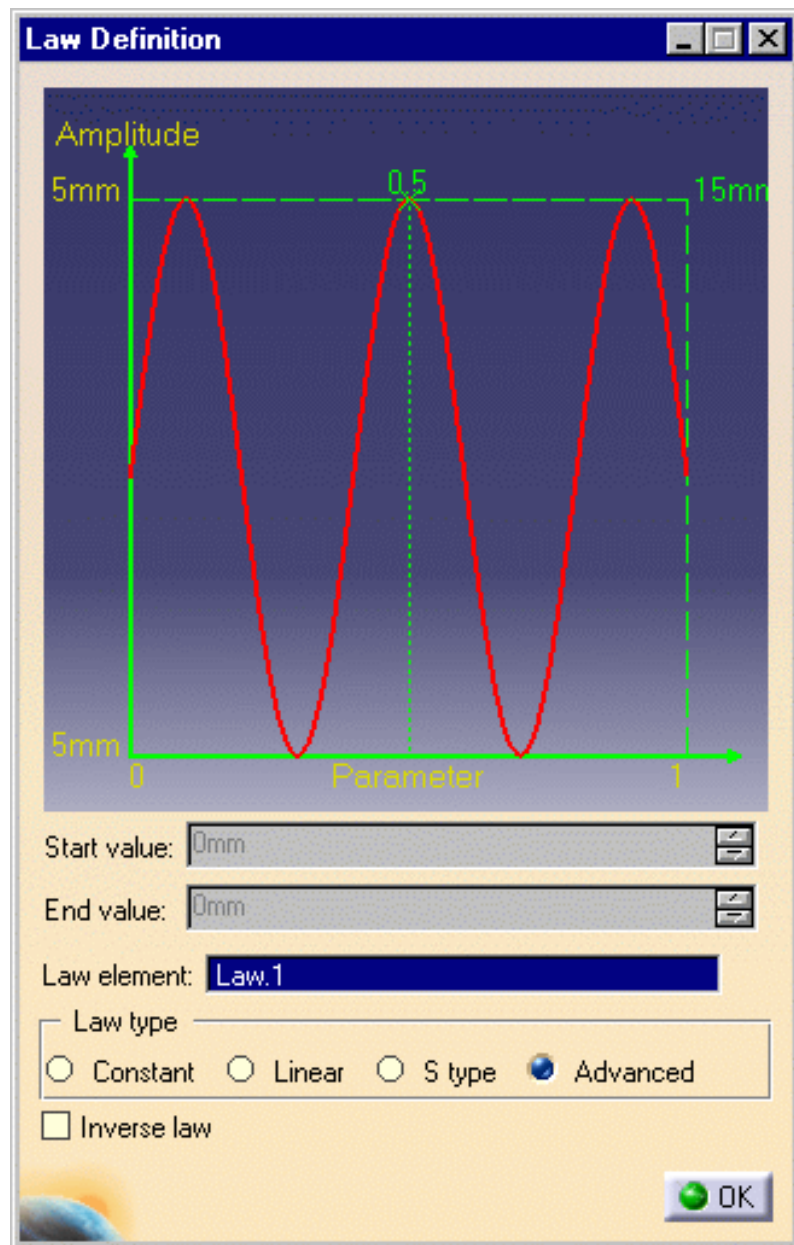 Law Definition
Amplitude
5mm 0.5 15mm
5mm
0 Parameter 1
Start value: 0mm
End value: 0mm
Law element: Law.1
Law type
Constant Linear S type Advanced
Inverse law
OK